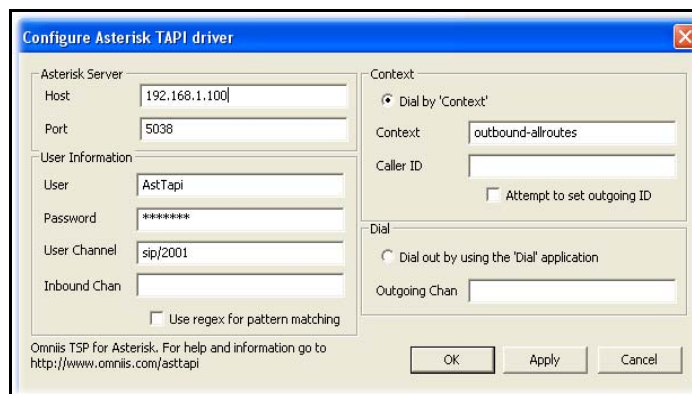 Configure Asterisk TAPI driver
Asterisk Server
Host 192.168.1.100
Port 5038
User Information
User AstTapi
Password *******
User Channel sip/2001
Inbound Chan
Use regex for pattern matching
Context
Dial by 'Context'
Context outbound-allroutes
Caller ID
Attempt to set outgoing ID
Dial
Dial out by using the 'Dial' application
Outgoing Chan
Omniis TSP for Asterisk. For help and information go to
http://www.omniis.com/asttapi
OK Apply Cancel